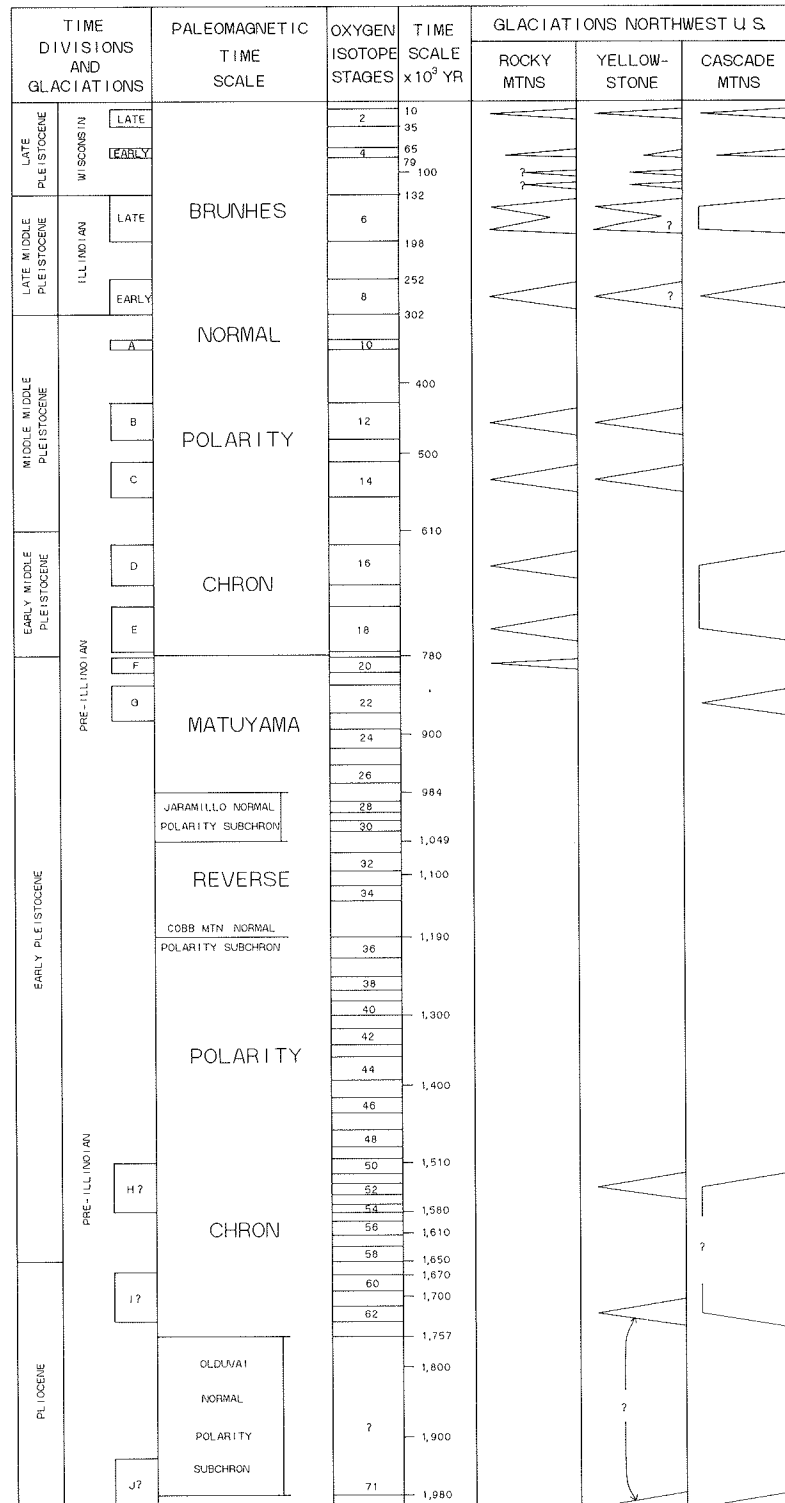 TIME
DIVISIONS
AND
GLACIATIONS
PALEOMAGNETIC
TIME
SCALE
OXYGEN
ISOTOPE
STAGES
TIME
SCALE
x 10³ YR
GLACIATIONS NORTHWEST U.S.
ROCKY
MTNS
YELLOW-
STONE
CASCADE
MTNS
LATE
PLEISTOCENE
WISCONSIN
LATE
EARLY
LATE MIDDLE
PLEISTOCENE
ILLINOIAN
LATE
EARLY
MIDDLE MIDDLE
PLEISTOCENE
A
B
C
EARLY MIDDLE
PLEISTOCENE
D
E
PRE-ILLINOIAN
F
G
EARLY PLEISTOCENE
PRE-ILLINOIAN
H?
PLIOCENE
I?
J?
BRUNHES
NORMAL
POLARITY
CHRON
MATUYAMA
JARAMILLO NORMAL
POLARITY SUBCHRON
REVERSE
COBB MTN NORMAL
POLARITY SUBCHRON
POLARITY
CHRON
OLDUVAI
NORMAL
POLARITY
SUBCHRON
2
4
6
8
10
12
14
16
18
20
22
24
26
28
30
32
34
36
38
40
42
44
46
48
50
52
54
56
58
60
62
?
71
10
35
65
79
100
132
198
252
302
400
500
610
780
900
984
1,049
1,100
1,190
1,300
1,400
1,510
1,580
1,610
1,650
1,670
1,700
1,757
1,800
1,900
1,980
?
?
?
?
?
?